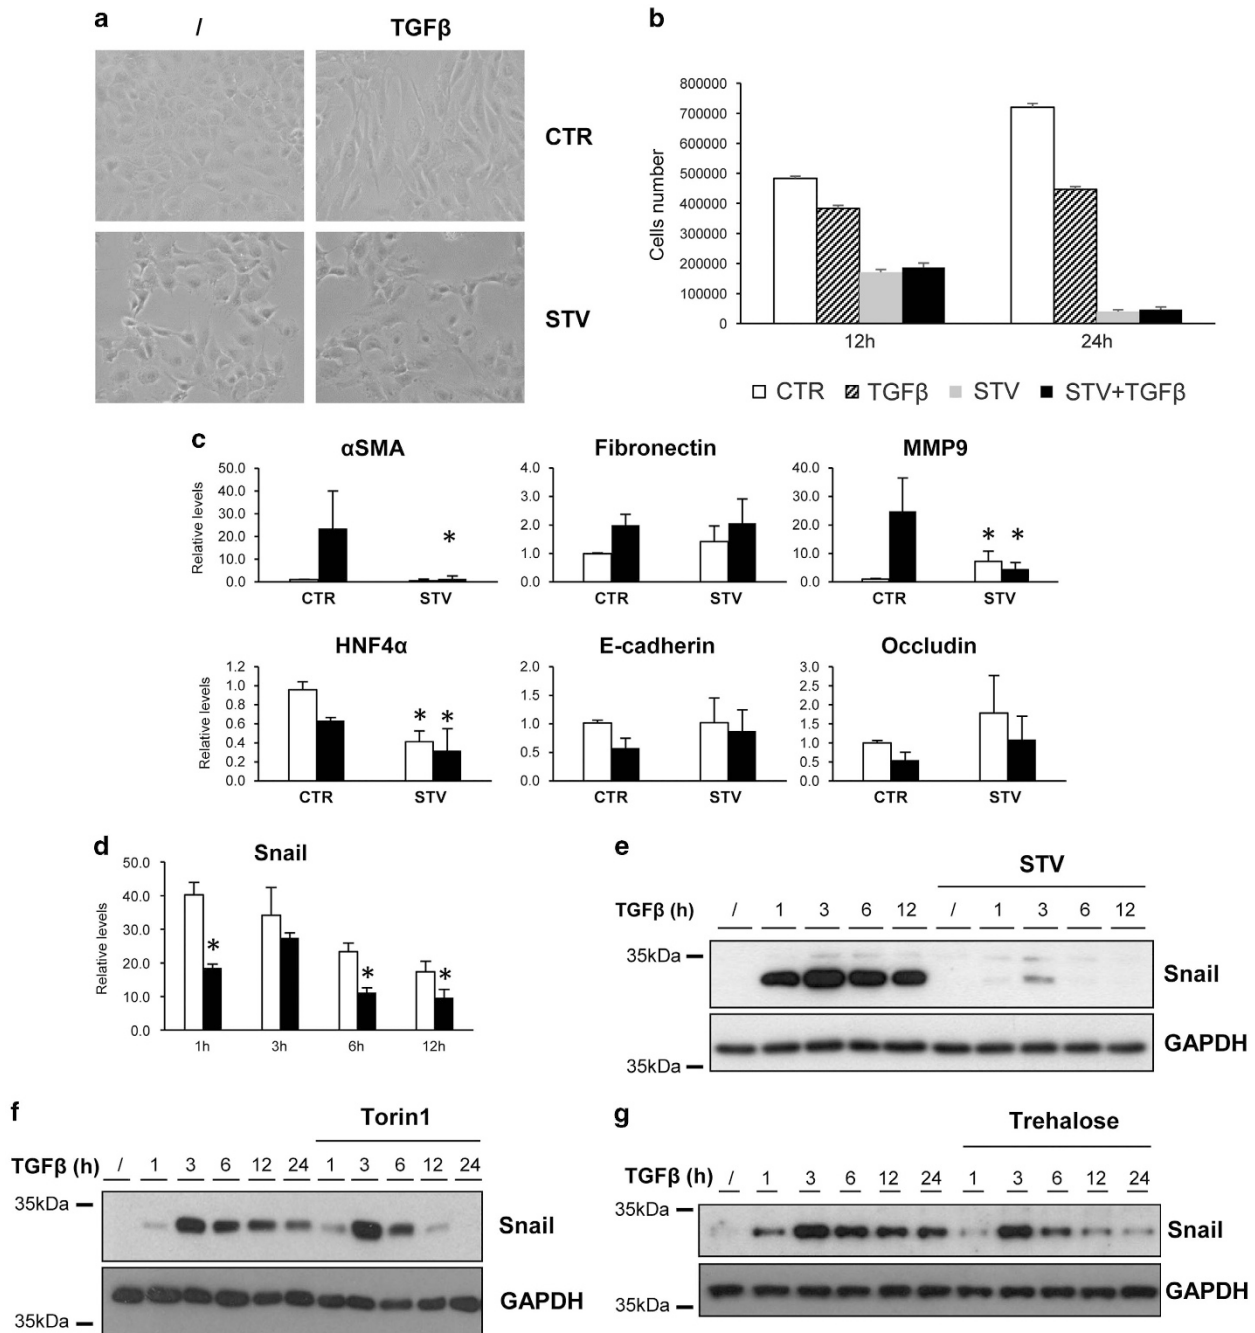 a
/
TGFβ
CTR
STV
b
800000
700000
600000
500000
400000
300000
200000
100000
0
Cells number
12h
24h
CTR
TGFβ
STV
STV+TGFβ
c
αSMA
50.0
40.0
30.0
20.0
10.0
0.0
Relative levels
CTR
STV
*
Fibronectin
4.0
3.0
2.0
1.0
0.0
CTR
STV
MMP9
40.0
30.0
20.0
10.0
0.0
* *
CTR
STV
HNF4α
1.2
1.0
0.8
0.6
0.4
0.2
0.0
Relative levels
* *
CTR
STV
E-cadherin
2.0
1.5
1.0
0.5
0.0
CTR
STV
Occludin
3.0
2.5
2.0
1.5
1.0
0.5
0.0
CTR
STV
d
Snail
50.0
40.0
30.0
20.0
10.0
0.0
Relative levels
* * *
1h
3h
6h
12h
e
STV
TGFβ (h) / 1 3 6 12 / 1 3 6 12
35kDa
Snail
GAPDH
35kDa
f
Torin1
TGFβ (h) / 1 3 6 12 24 1 3 6 12 24
35kDa
Snail
GAPDH
35kDa
g
Trehalose
TGFβ (h) / 1 3 6 12 24 1 3 6 12 24
35kDa
Snail
GAPDH
35kDa